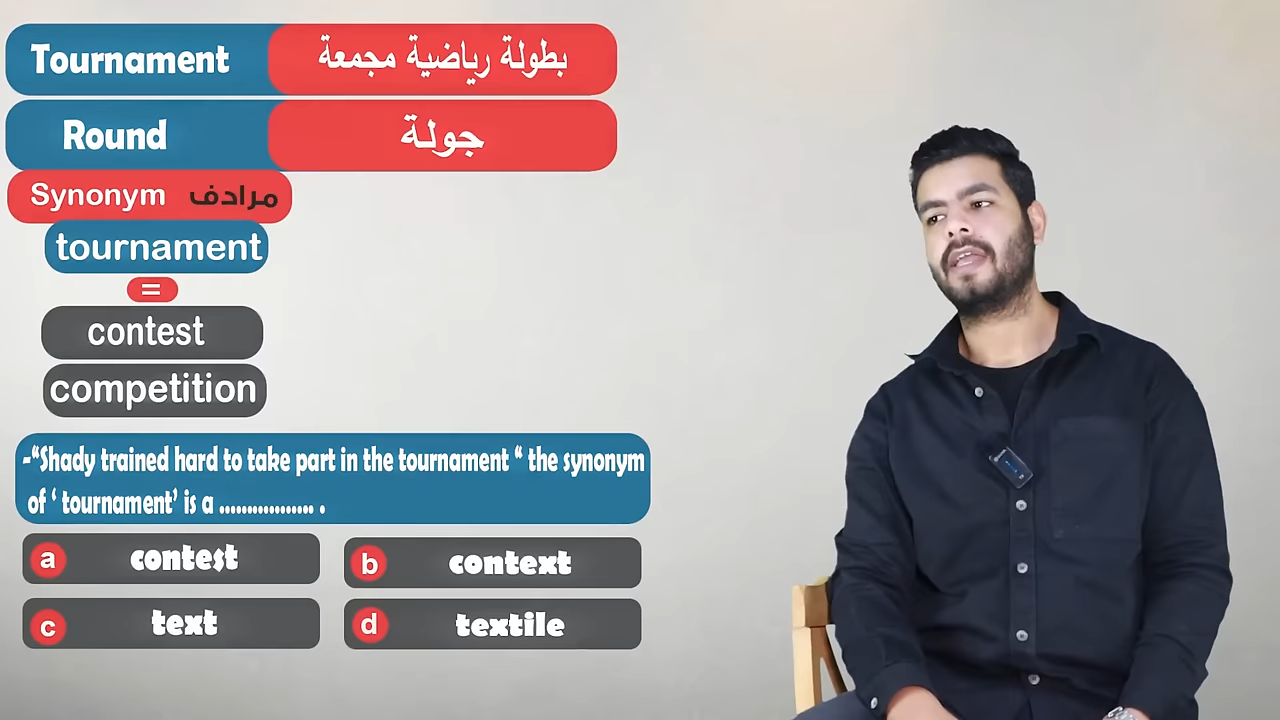 Tournament بطولة رياضية مجمعة
Round جولة
Synonym مرادف
tournament
=
contest
competition
-“Shady trained hard to take part in the tournament “ the synonym
of ‘ tournament’ is a ................. .
a contest
b context
c text
d textile